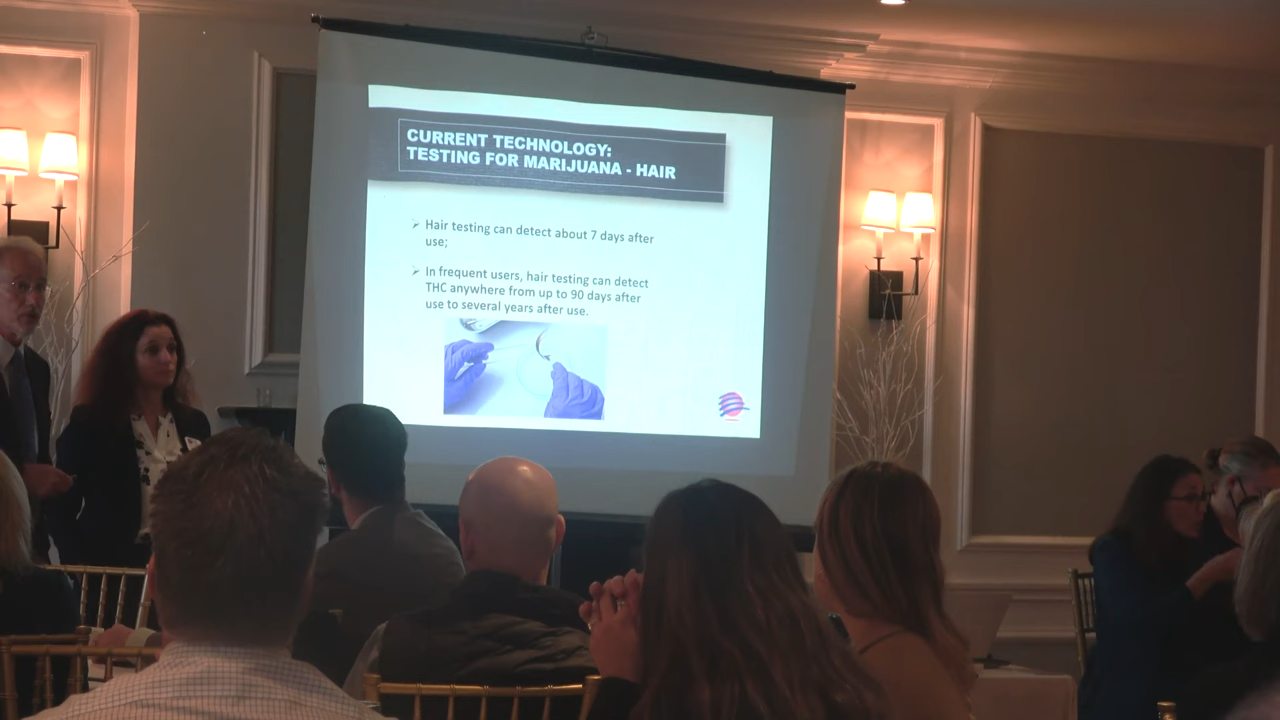 CURRENT TECHNOLOGY:
TESTING FOR MARIJUANA - HAIR
➢ Hair testing can detect about 7 days after
use;
➢ In frequent users, hair testing can detect
THC anywhere from up to 90 days after
use to several years after use.